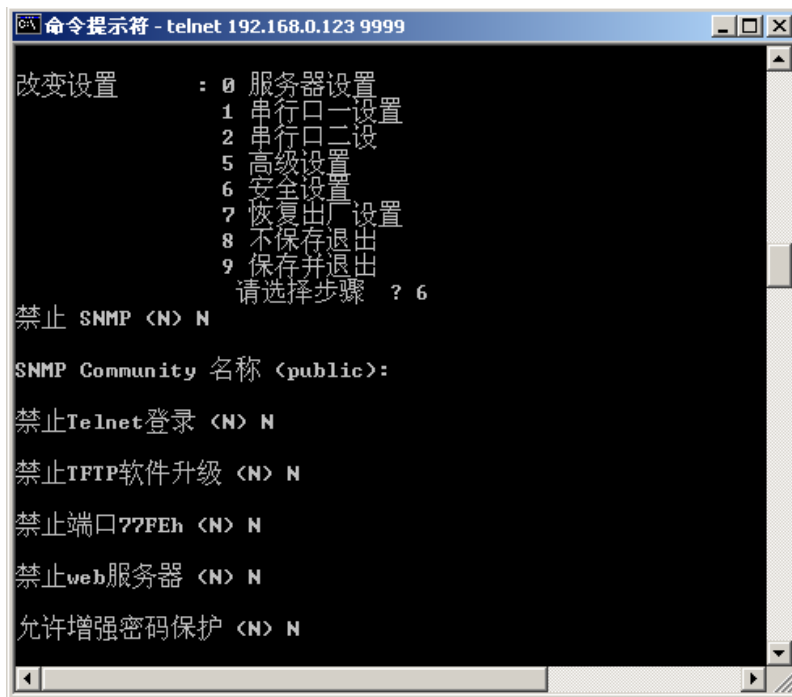 命令提示符 - telnet 192.168.0.123 9999
改变设置 : 0 服务器设置
1 串行口一设置
2 串行口二设
5 高级设置
6 安全设置
7 恢复出厂设置
8 不保存退出
9 保存并退出
请选择步骤 ? 6
禁止 SNMP (N) N
SNMP Community 名称 (public):
禁止Telnet登录 (N) N
禁止TFTP软件升级 (N) N
禁止端口77FEh (N) N
禁止web服务器 (N) N
允许增强密码保护 (N) N